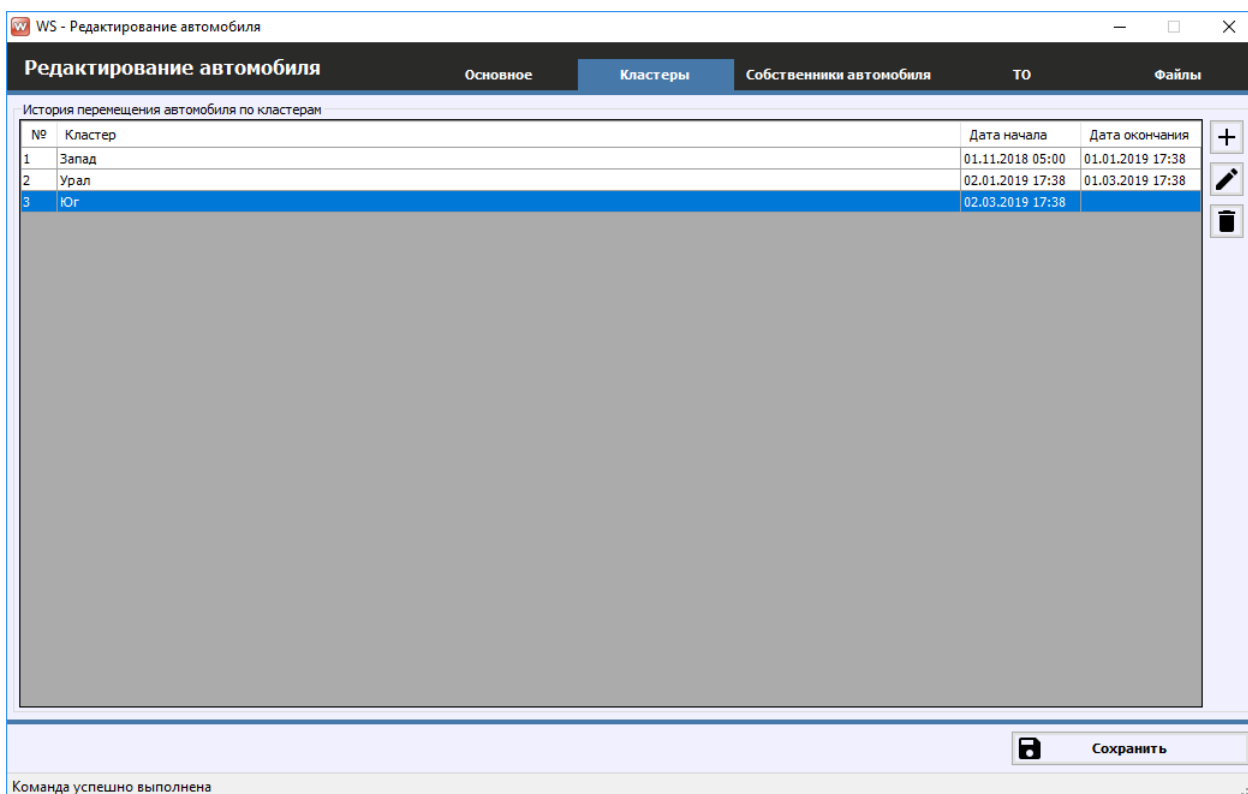 WS - Редактирование автомобиля
Редактирование автомобиля Основное Кластеры Собственники автомобиля ТО Файлы
История перемещения автомобиля по кластерам
№ Кластер Дата начала Дата окончания
1 Запад 01.11.2018 05:00 01.01.2019 17:38
2 Урал 02.01.2019 17:38 01.03.2019 17:38
3 Юг 02.03.2019 17:38
Сохранить
Команда успешно выполнена